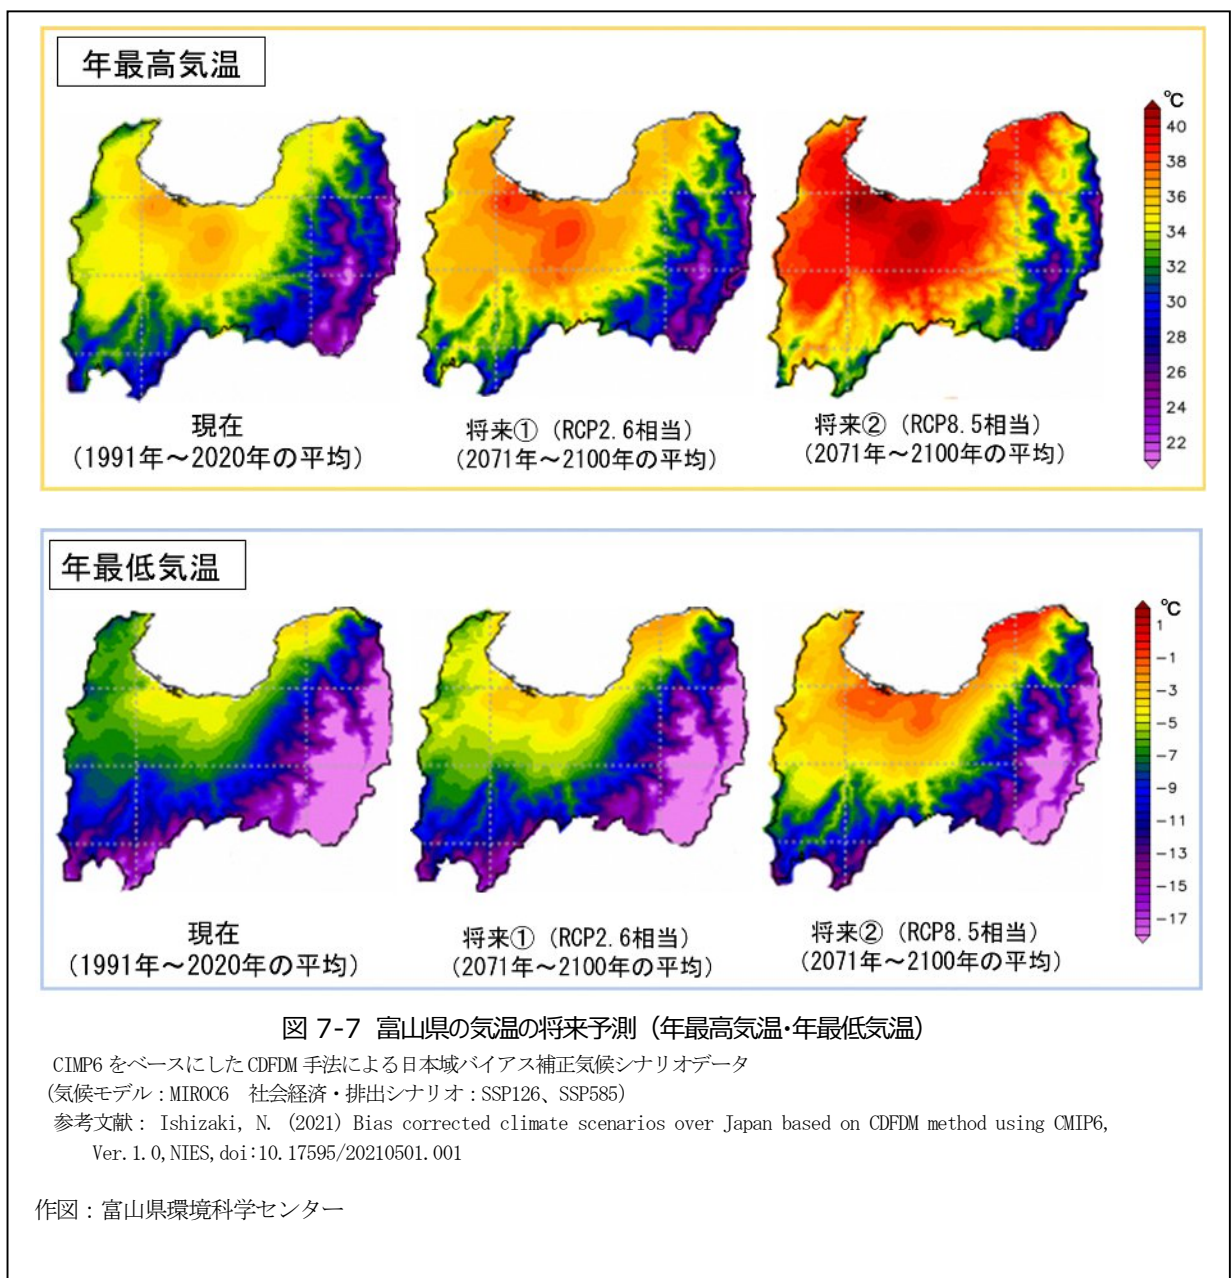 年最高気温
℃
40
38
36
34
32
30
28
26
24
22
現在
(1991年～2020年の平均)
将来①（RCP2.6相当）
(2071年～2100年の平均)
将来②（RCP8.5相当）
(2071年～2100年の平均)
年最低気温
℃
1
-1
-3
-5
-7
-9
-11
-13
-15
-17
現在
(1991年～2020年の平均)
将来①（RCP2.6相当）
(2071年～2100年の平均)
将来②（RCP8.5相当）
(2071年～2100年の平均)
図 7-7 富山県の気温の将来予測（年最高気温・年最低気温）
CIMP6 をベースにした CDFDM 手法による日本域バイアス補正気候シナリオデータ
(気候モデル：MIROC6　社会経済・排出シナリオ：SSP126、SSP585)
参考文献： Ishizaki, N. (2021) Bias corrected climate scenarios over Japan based on CDFDM method using CMIP6,
Ver.1.0,NIES,doi:10.17595/20210501.001
作図：富山県環境科学センター